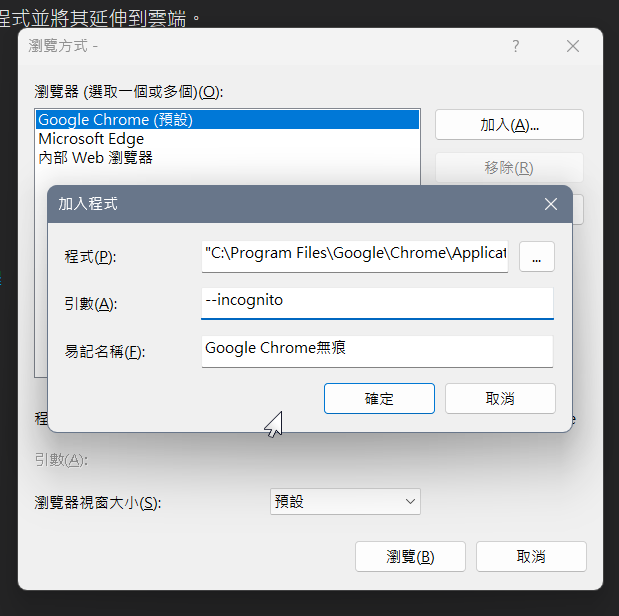 程式並將其延伸到雲端。
瀏覽方式 -
瀏覽器 (選取一個或多個)(O):
Google Chrome (預設)
Microsoft Edge
內部 Web 瀏覽器
加入(A)...
移除(R)
加入程式
程式(P):
"C:\Program Files\Google\Chrome\Applicat
...
引數(A):
--incognito
易記名稱(F):
Google Chrome無痕
確定
取消
程
引數(A):
瀏覽器視窗大小(S):
預設
瀏覽(B)
取消